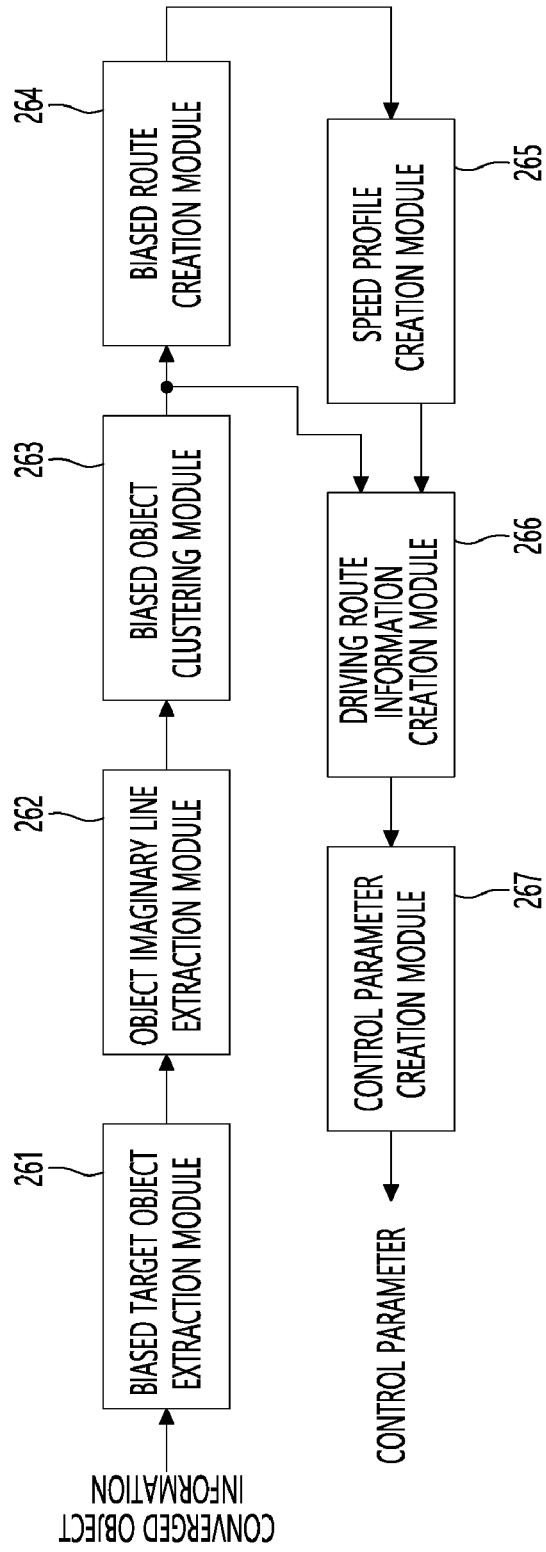 CONVERGED OBJECT
INFORMATION
261
BIASED TARGET OBJECT
EXTRACTION MODULE
262
OBJECT IMAGINARY LINE
EXTRACTION MODULE
263
BIASED OBJECT
CLUSTERING MODULE
264
BIASED ROUTE
CREATION MODULE
SPEED PROFILE
CREATION MODULE
265
DRIVING ROUTE
INFORMATION
CREATION MODULE
266
CONTROL PARAMETER
CREATION MODULE
267
CONTROL PARAMETER